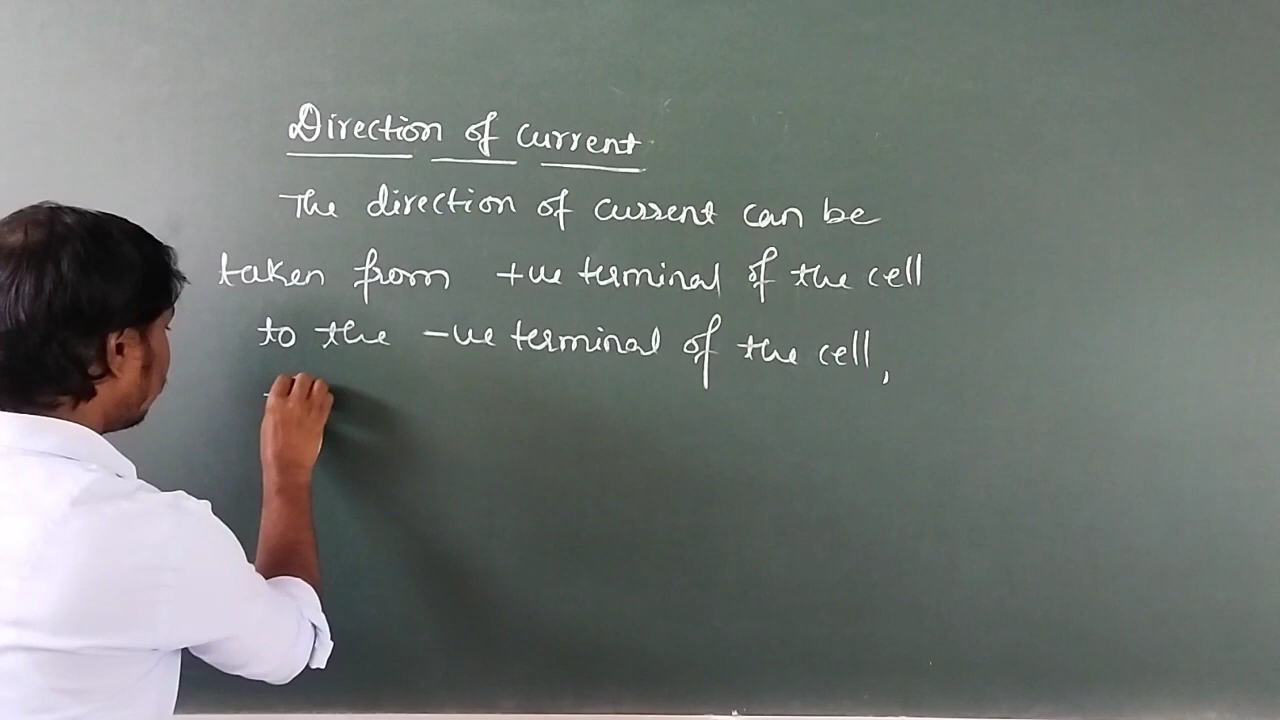 Direction of current
The direction of current can be
taken from +ve terminal of the cell
to the -ve terminal of the cell,